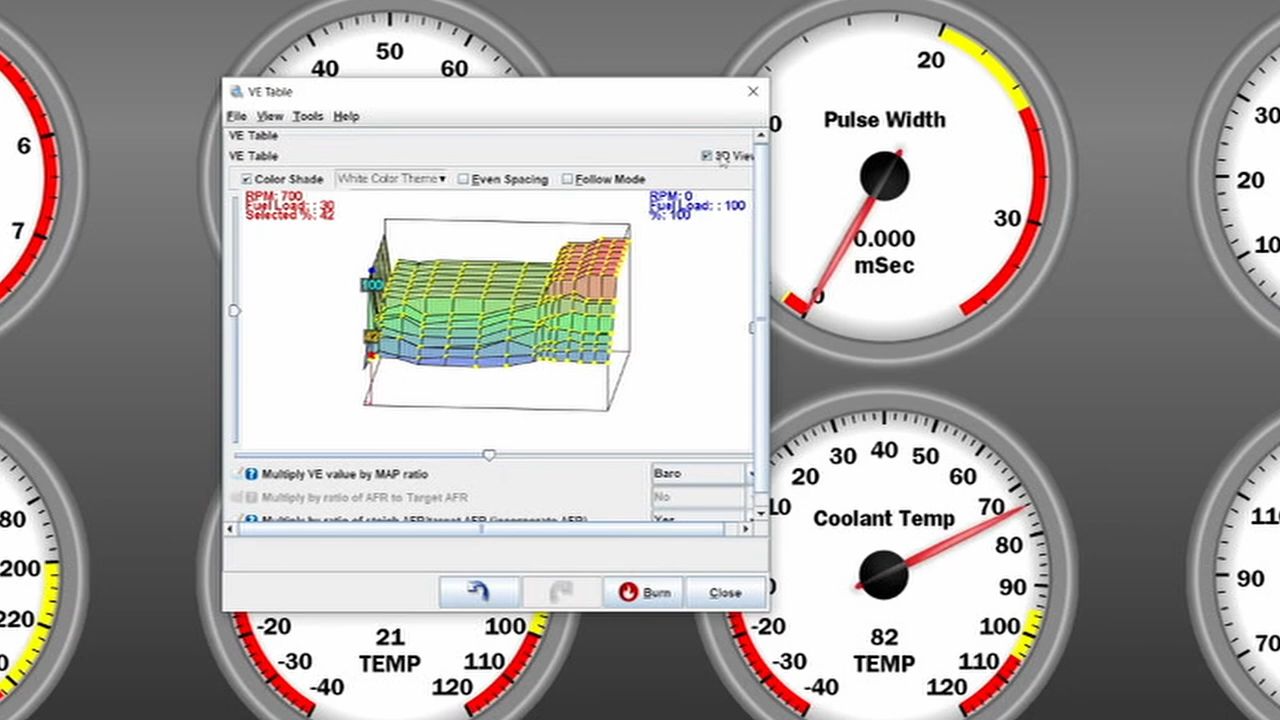 50
40
60
6
7
VE Table
File View Tools Help
VE Table
VE Table
3D View
Color Shade
White Color Theme
Even Spacing
Follow Mode
RPM: 700
Fuel Load: : 30
Selected %: 42
RPM: 0
Fuel Load: : 100
%: 100
100
Multiply VE value by MAP ratio
Baro
Multiply by ratio of AFR to Target AFR
No
Burn
Close
20
Pulse Width
30
0.000
mSec
0
30
20
10
80
200
220
-20
-30
-40
21
TEMP
100
110
120
10
20
30
40
50
60
70
80
90
100
110
120
Coolant Temp
-20
-30
-40
82
TEMP
90
70